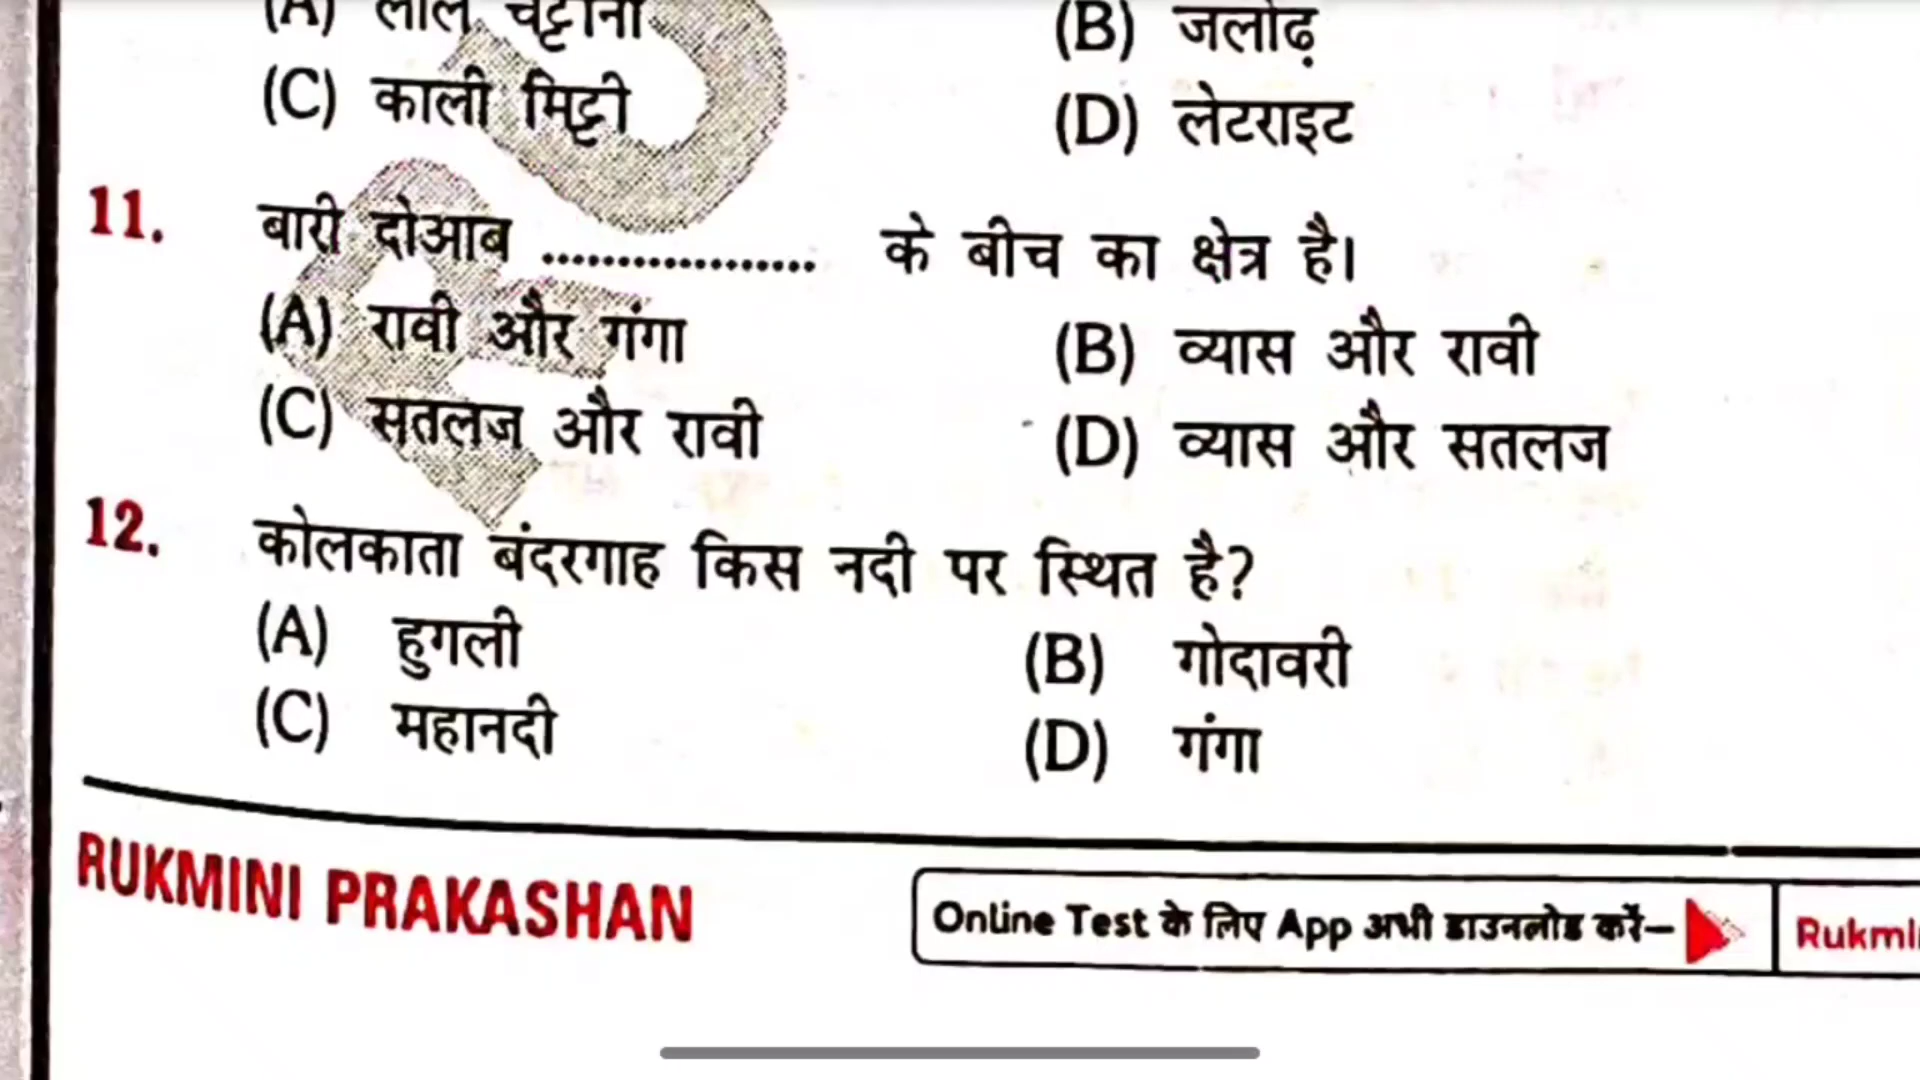 (A) लाल चट्टानी (B) जलोढ़
(C) काली मिट्टी (D) लेटराइट
11. बारी दोआब .................. के बीच का क्षेत्र है।
(A) रावी और गंगा (B) व्यास और रावी
(C) सतलज और रावी (D) व्यास और सतलज
12. कोलकाता बंदरगाह किस नदी पर स्थित है?
(A) हुगली (B) गोदावरी
(C) महानदी (D) गंगा
RUKMINI PRAKASHAN Online Test के लिए App अभी डाउनलोड करें–